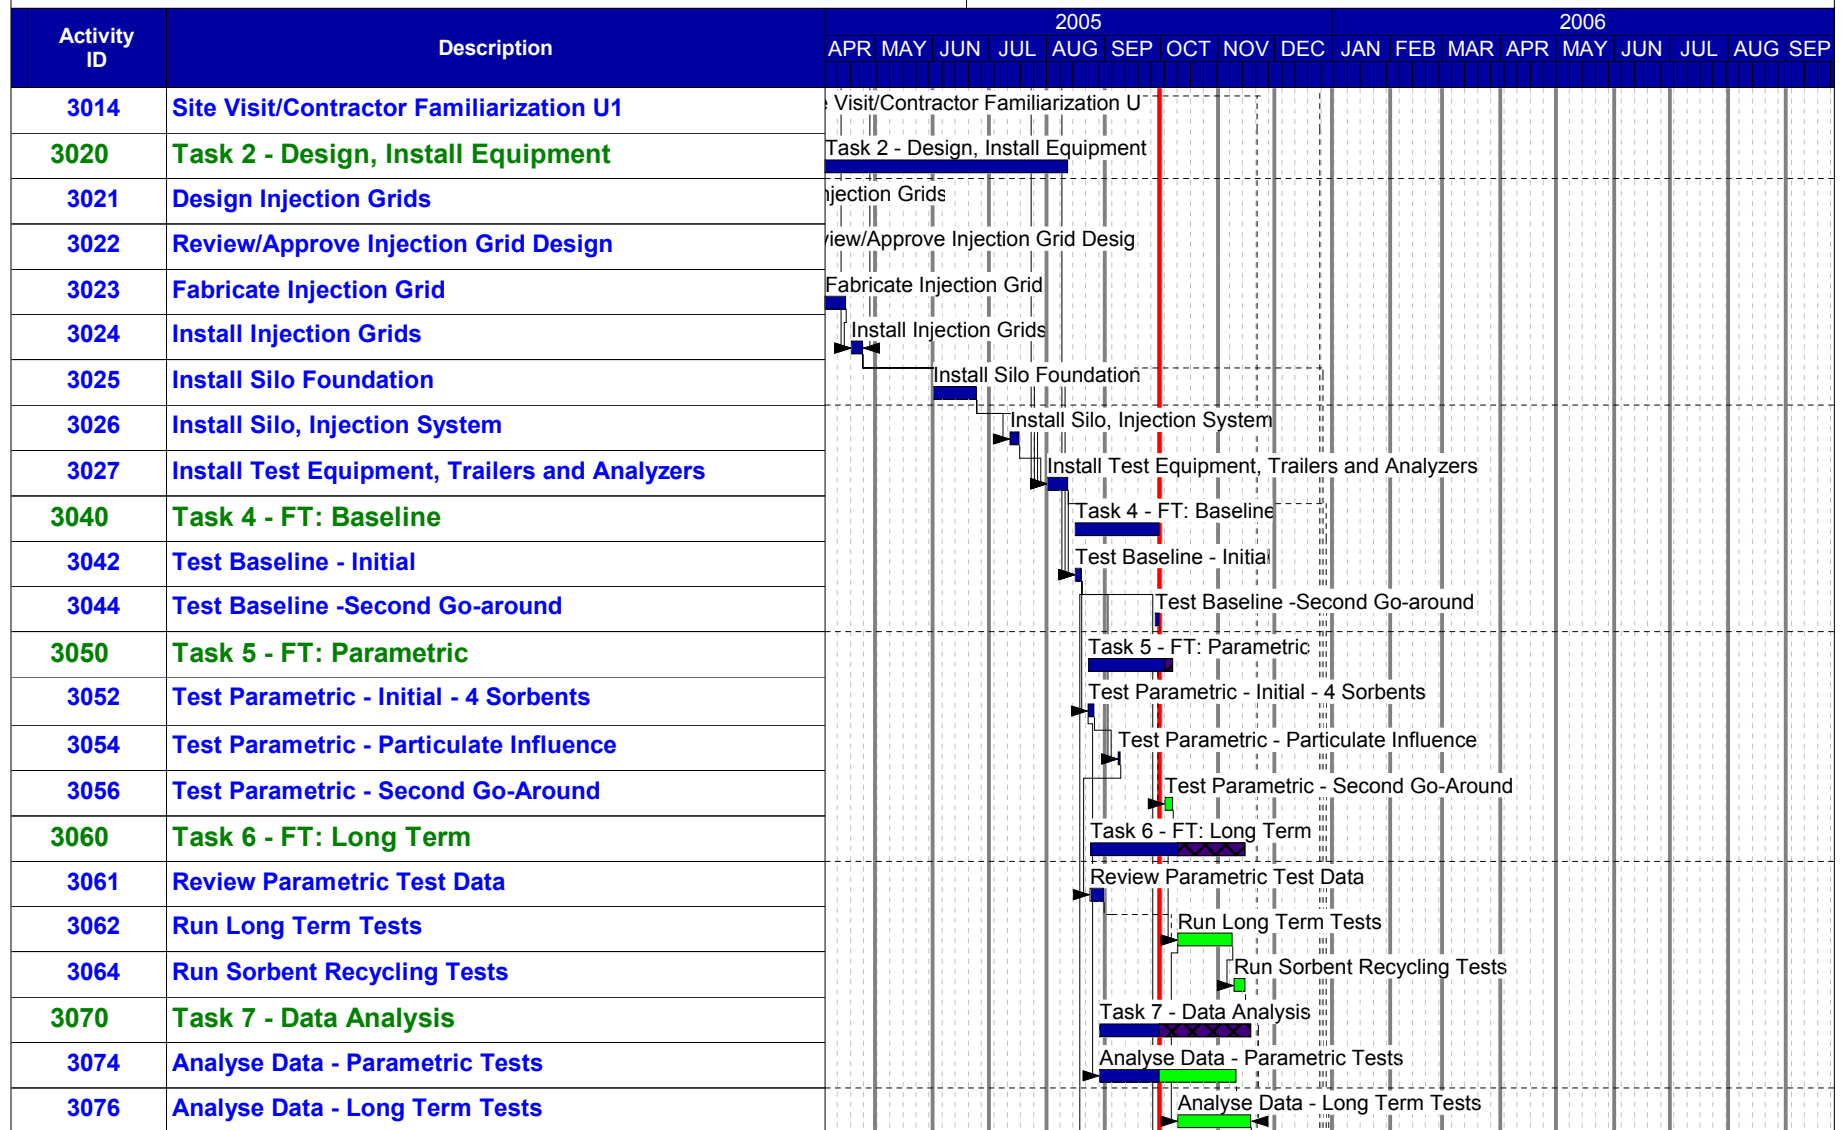 2005 2006
Activity ID Description APR MAY JUN JUL AUG SEP OCT NOV DEC JAN FEB MAR APR MAY JUN JUL AUG SEP
3014 Site Visit/Contractor Familiarization U1 Visit/Contractor Familiarization U
3020 Task 2 - Design, Install Equipment Task 2 - Design, Install Equipment
3021 Design Injection Grids njection Grids
3022 Review/Approve Injection Grid Design view/Approve Injection Grid Desig
3023 Fabricate Injection Grid Fabricate Injection Grid
3024 Install Injection Grids Install Injection Grids
3025 Install Silo Foundation Install Silo Foundation
3026 Install Silo, Injection System Install Silo, Injection System
3027 Install Test Equipment, Trailers and Analyzers Install Test Equipment, Trailers and Analyzers
3040 Task 4 - FT: Baseline Task 4 - FT: Baseline
3042 Test Baseline - Initial Test Baseline - Initial
3044 Test Baseline -Second Go-around Test Baseline -Second Go-around
3050 Task 5 - FT: Parametric Task 5 - FT: Parametric
3052 Test Parametric - Initial - 4 Sorbents Test Parametric - Initial - 4 Sorbents
3054 Test Parametric - Particulate Influence Test Parametric - Particulate Influence
3056 Test Parametric - Second Go-Around Test Parametric - Second Go-Around
3060 Task 6 - FT: Long Term Task 6 - FT: Long Term
3061 Review Parametric Test Data Review Parametric Test Data
3062 Run Long Term Tests Run Long Term Tests
3064 Run Sorbent Recycling Tests Run Sorbent Recycling Tests
3070 Task 7 - Data Analysis Task 7 - Data Analysis
3074 Analyse Data - Parametric Tests Analyse Data - Parametric Tests
3076 Analyse Data - Long Term Tests Analyse Data - Long Term Tests